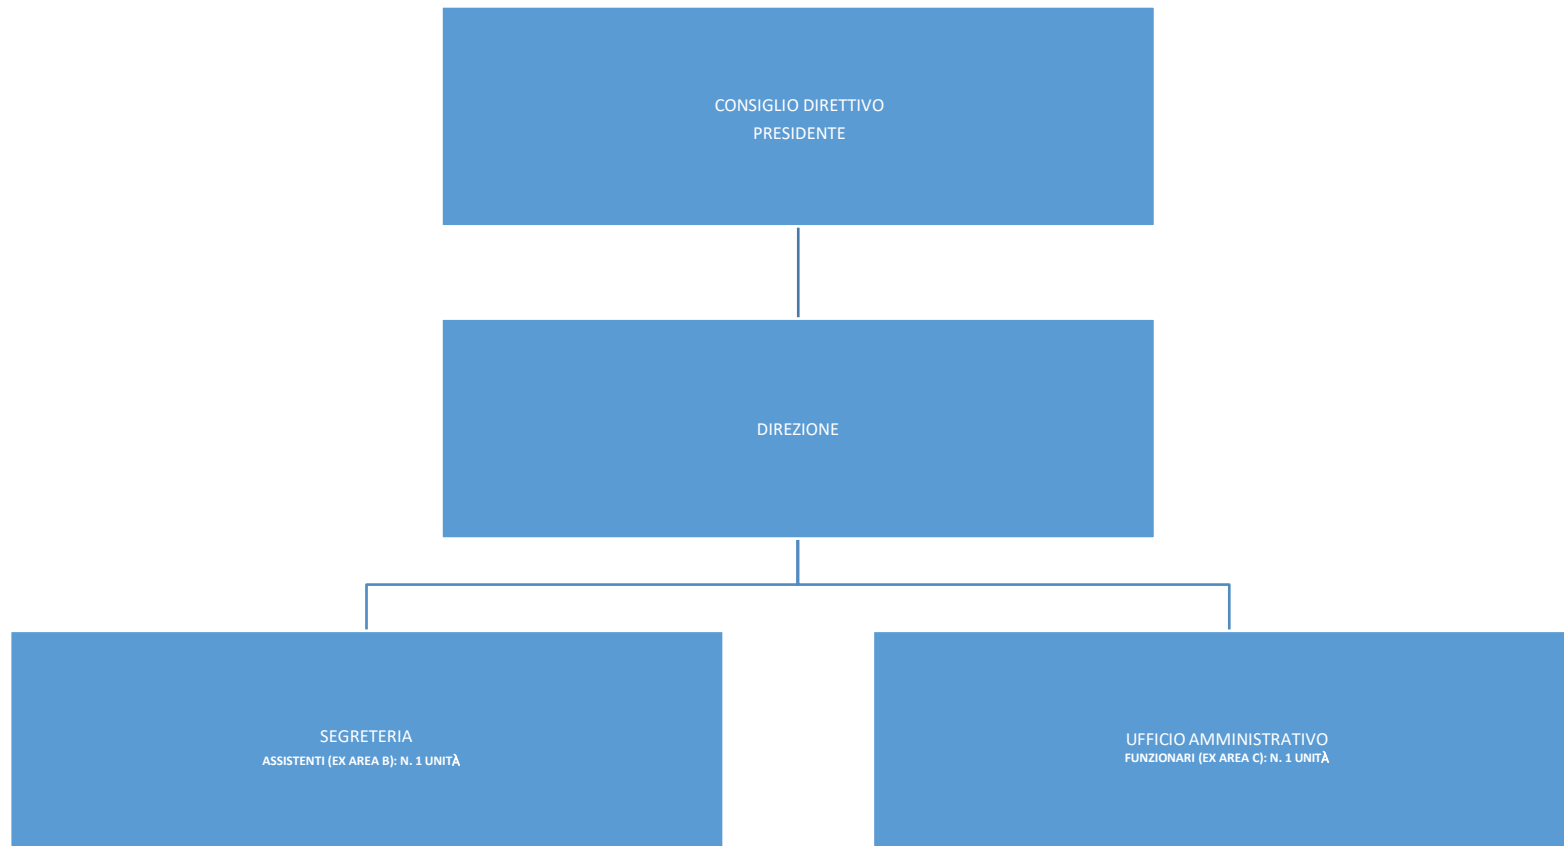 CONSIGLIO DIRETTIVO
PRESIDENTE
DIREZIONE
SEGRETERIA
ASSISTENTI (EX AREA B): N. 1 UNITÀ
UFFICIO AMMINISTRATIVO
FUNZIONARI (EX AREA C): N. 1 UNITÀ